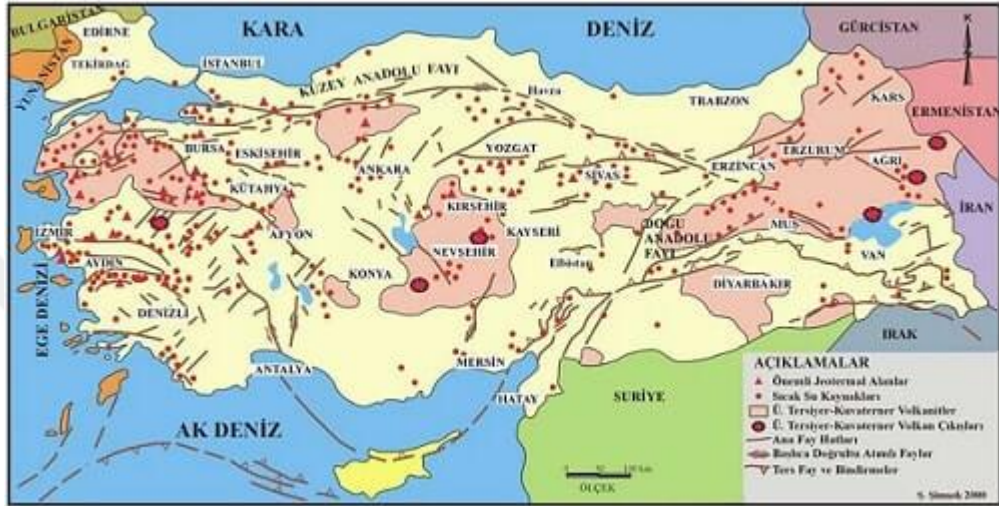 BULGARİSTAN
YUNANİSTAN
EDİRNE
TEKİRDAĞ
İSTANBUL
KARA
DENİZ
GÜRCİSTAN
K
KUZEY ANADOLU FAYI
Havza
TRABZON
KARS
ERMENİSTAN
BURSA
ESKİSEHİR
ANKARA
YOZGAT
SIVAS
ERZİNCAN
ERZURUM
AĞRI
KÜTAHYA
KIRSEHİR
İRAN
İZMİR
AFYON
NEVŞEHİR
KAYSERİ
DOĞU
ANADOLU
FAYI
MUŞ
VAN
AYDIN
KONYA
Elbistan
DİYARBAKIR
EGE DENİZİ
DENİZLİ
ANTALYA
MERSİN
HATAY
SURİYE
IRAK
AK DENİZ
AÇIKLAMALAR
Önemli Jeotermal Alanlar
Sıcak Su Kaynakları
Ü. Tersiyer-Kuvaterner Volkanitler
Ü. Tersiyer-Kuvaterner Volkan Çıkışları
Ana Fay Hatları
Başlıca Doğrultu Atımlı Faylar
Ters Fay ve Bindirmeler
0
ÖLÇEK
Ş. Şimşek 2000